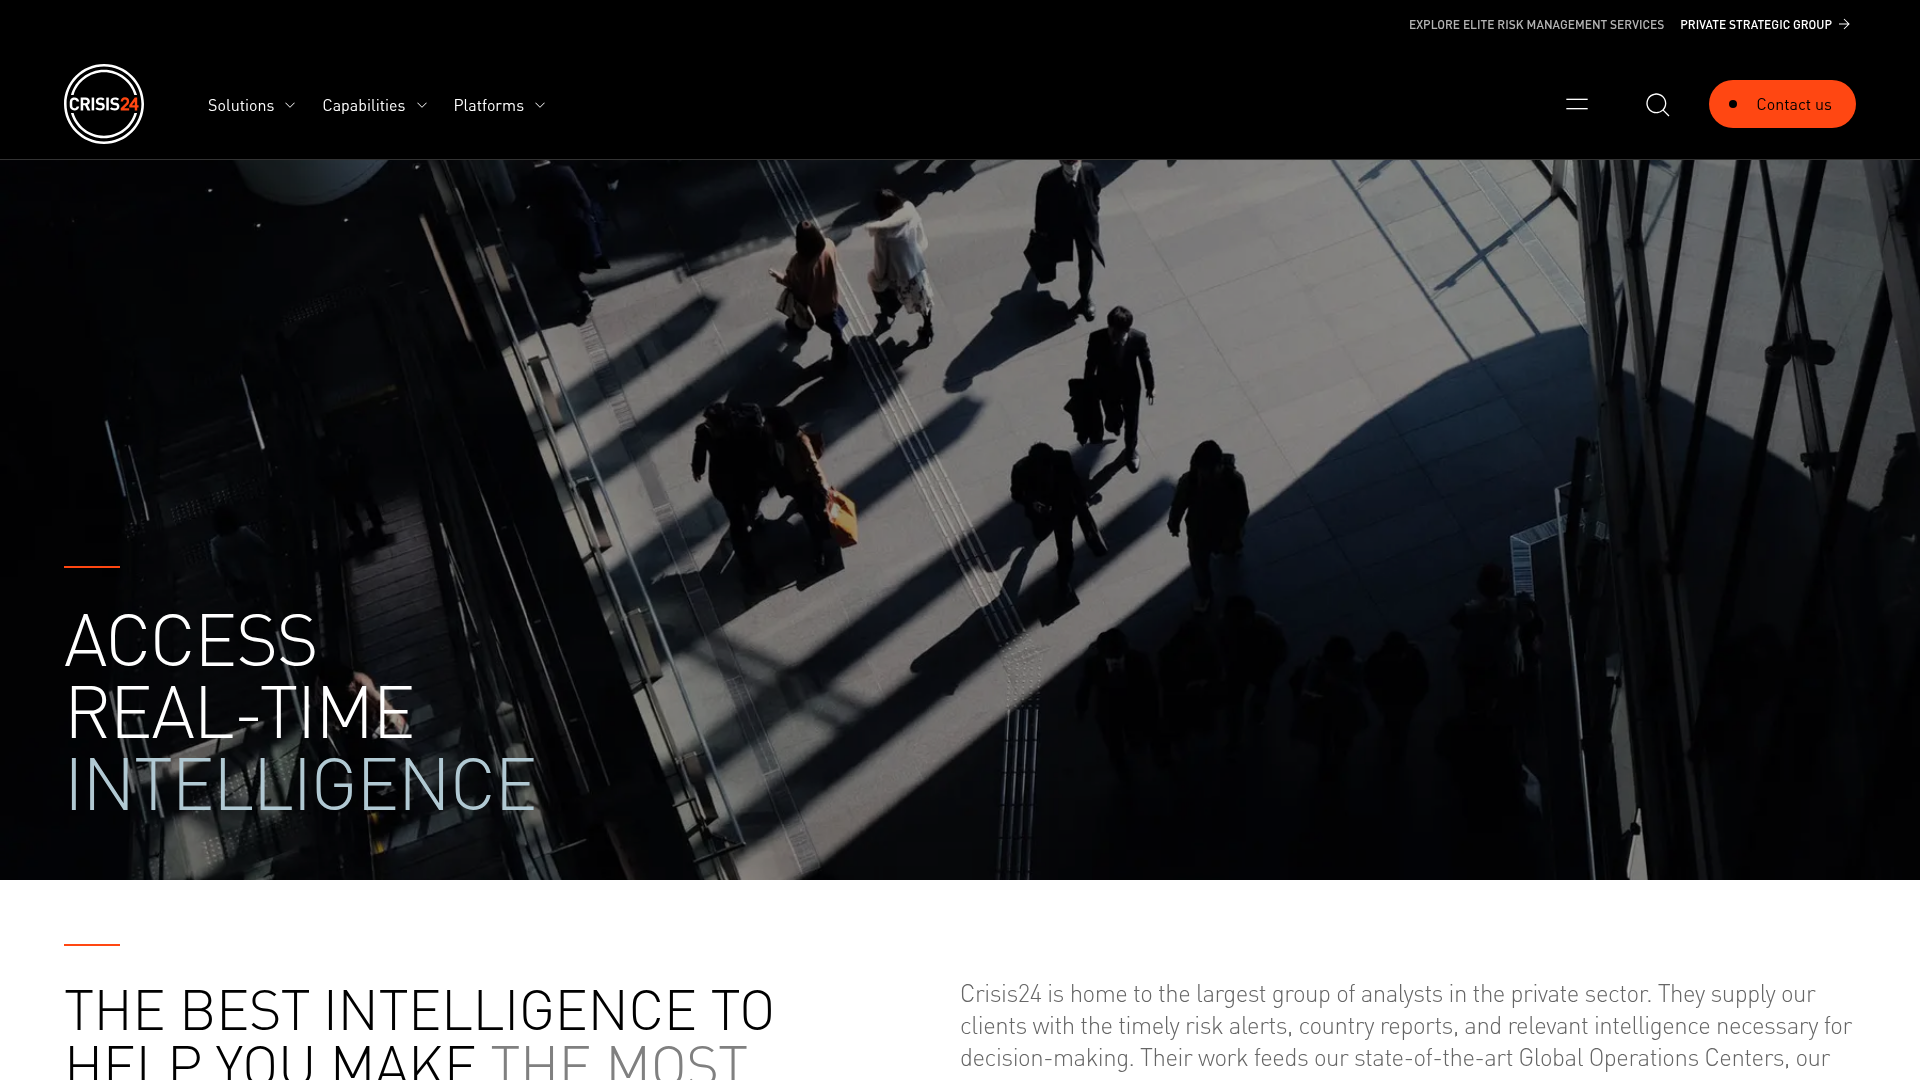 EXPLORE ELITE RISK MANAGEMENT SERVICES PRIVATE STRATEGIC GROUP
CRISIS24
Solutions Capabilities Platforms Contact us
ACCESS
REAL-TIME
INTELLIGENCE
THE BEST INTELLIGENCE TO
HELP YOU MAKE THE MOST
Crisis24 is home to the largest group of analysts in the private sector. They supply our
clients with the timely risk alerts, country reports, and relevant intelligence necessary for
decision-making. Their work feeds our state-of-the-art Global Operations Centers, our